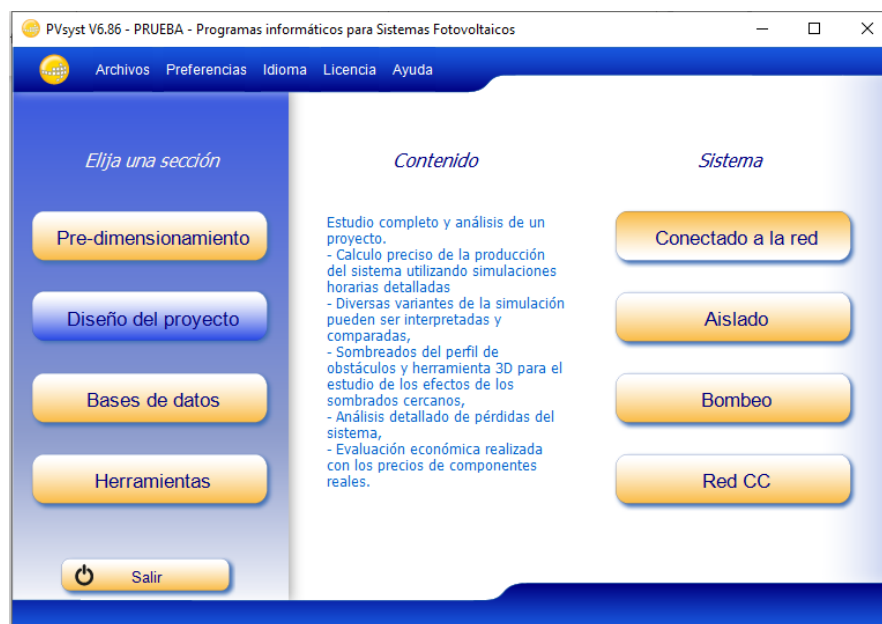 PVsyst V6.86 - PRUEBA - Programas informáticos para Sistemas Fotovoltaicos
Archivos Preferencias Idioma Licencia Ayuda
Elija una sección
Pre-dimensionamiento
Diseño del proyecto
Bases de datos
Herramientas
Salir
Contenido
Estudio completo y análisis de un
proyecto.
- Calculo preciso de la producción
del sistema utilizando simulaciones
horarias detalladas
- Diversas variantes de la simulación
pueden ser interpretadas y
comparadas,
- Sombreados del perfil de
obstáculos y herramienta 3D para el
estudio de los efectos de los
sombrados cercanos,
- Análisis detallado de pérdidas del
sistema,
- Evaluación económica realizada
con los precios de componentes
reales.
Sistema
Conectado a la red
Aislado
Bombeo
Red CC